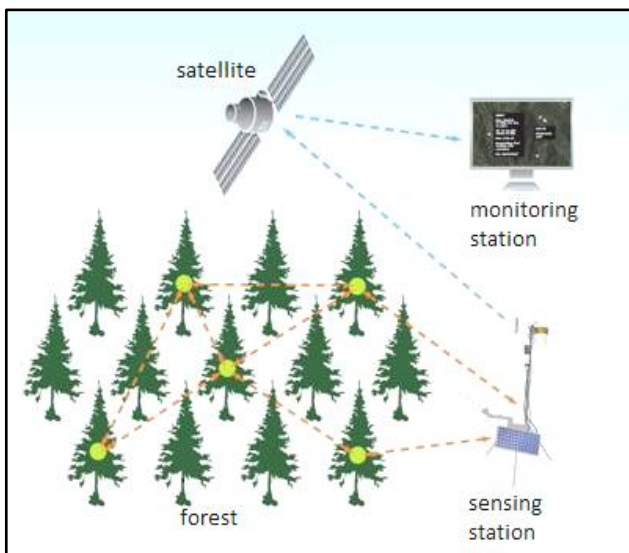 satellite
monitoring
station
forest
sensing
station